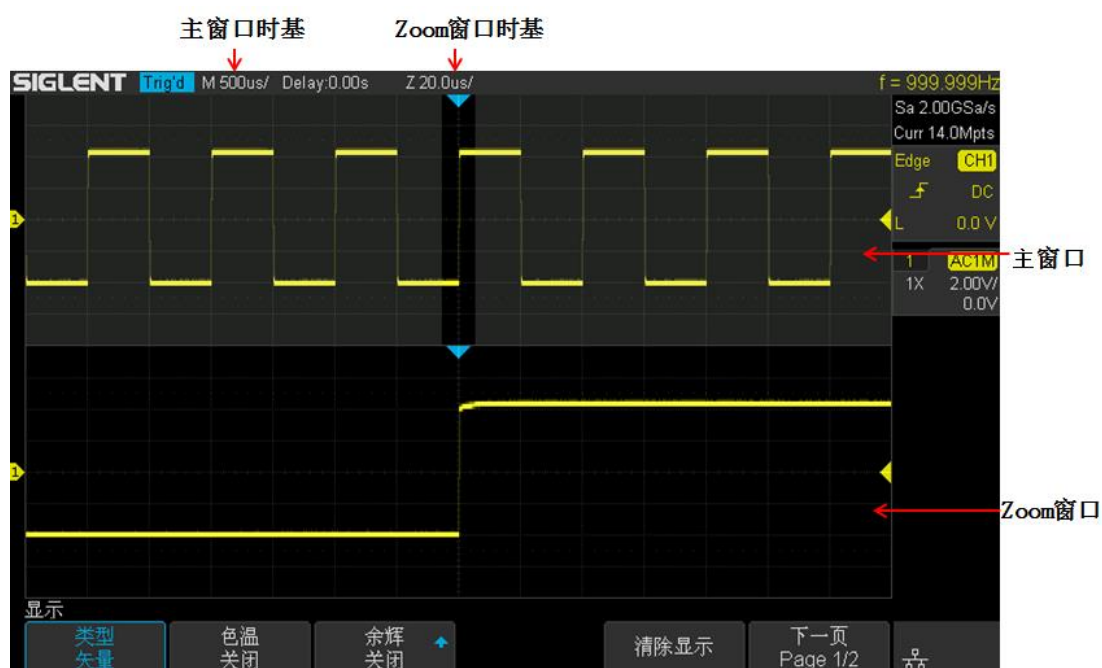 主窗口时基 Zoom窗口时基
SIGLENT Trig'd M 500us/ Delay:0.00s Z 20.0us/ f = 999.999Hz
Sa 2.00GSa/s
Curr 14.0Mpts
Edge CH1
DC
L 0.0 V
1
主窗口
1 AC1M
1X 2.00V/
0.0V
1
Zoom窗口
显示
类型 色温 余辉 清除显示 下一页
矢量 关闭 关闭 Page 1/2